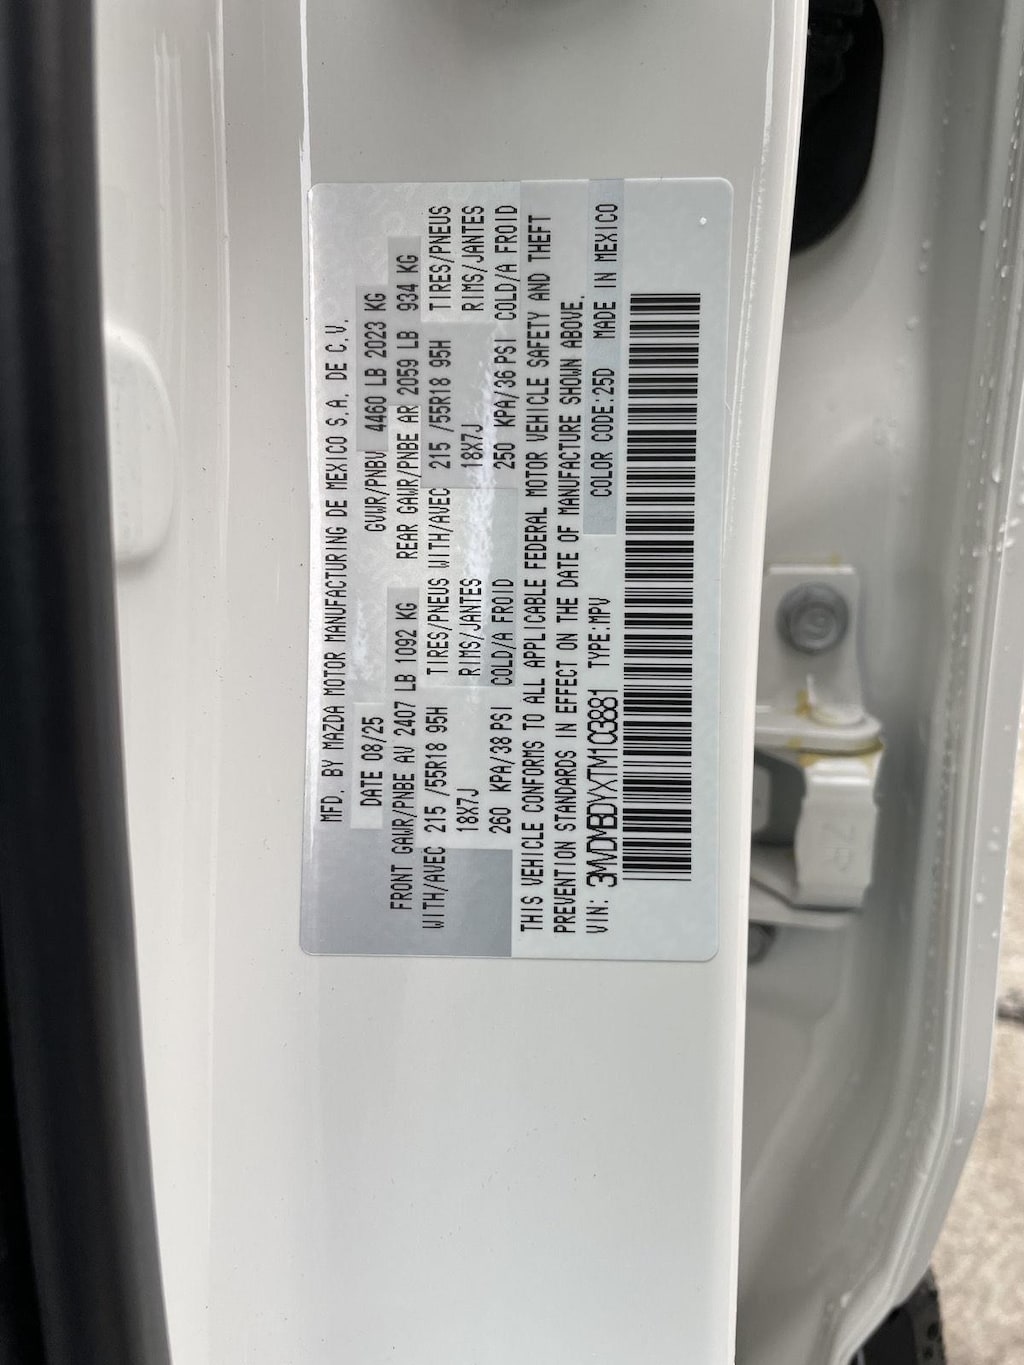 MFD. BY MAZDA MOTOR MANUFACTURING DE MEXICO S.A. DE C.V.
DATE 08/25 GVWR/PNBV 4460 LB 2023 KG
FRONT GAWR/PNBE AV 2407 LB 1092 KG REAR GAWR/PNBE AR 2059 LB 934 KG
WITH/AVEC 215 /55R18 95H TIRES/PNEUS WITH/AVEC 215 /55R18 95H TIRES/PNEUS
18X7J RIMS/JANTES 18X7J RIMS/JANTES
260 KPA/38 PSI COLD/A FROID 250 KPA/36 PSI COLD/A FROID
THIS VEHICLE CONFORMS TO ALL APPLICABLE FEDERAL MOTOR VEHICLE SAFETY AND THEFT
PREVENTION STANDARDS IN EFFECT ON THE DATE OF MANUFACTURE SHOWN ABOVE.
VIN: 3MVDMBDYXTM103881 TYPE:MPV COLOR CODE:25D MADE IN MEXICO